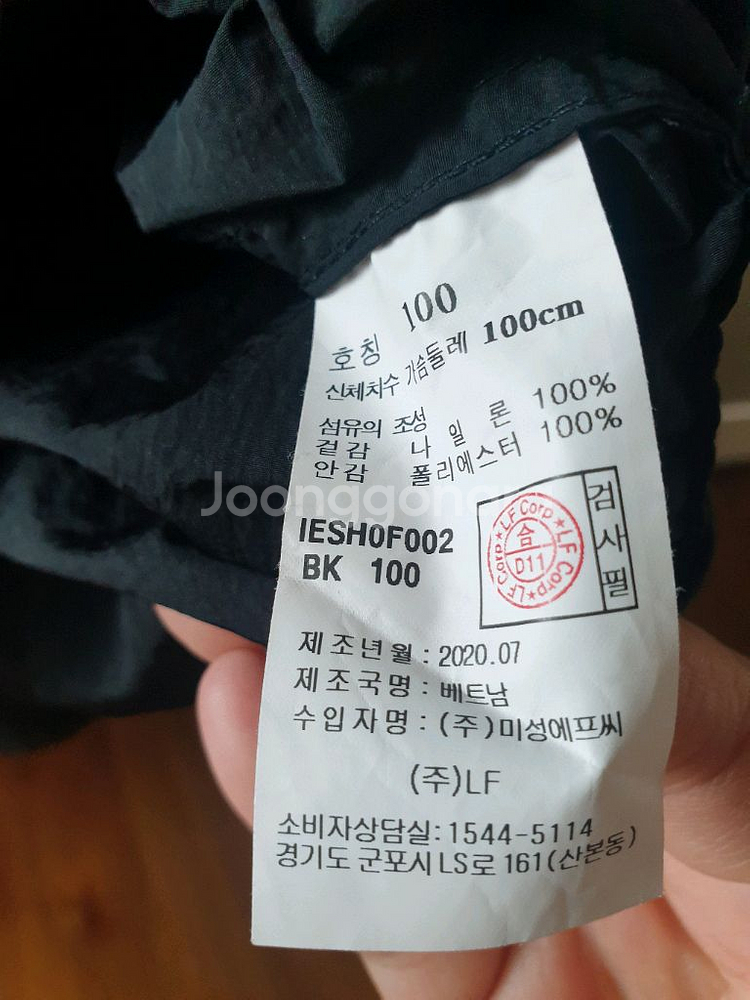 호칭 100
신체치수 가슴둘레 100cm
섬유의 조성
겉감 나일론 100%
안감 폴리에스터 100%
IESH0F002
BK 100
LF Corp★LF Corp★LF Corp★
合
D11
검사필
제조년월 : 2020.07
제조국명 : 베트남
수입자명 : (주)미성에프씨
(주)LF
소비자상담실:1544-5114
경기도 군포시 LS로 161(산본동)